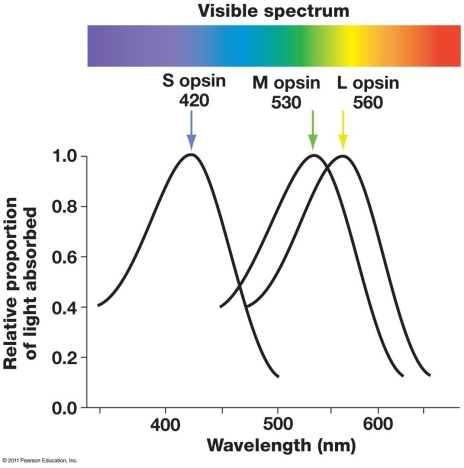 Visible spectrum
S opsin M opsin L opsin
420 530 560
Relative proportion
of light absorbed
1.0
0.8
0.6
0.4
0.2
0.0
400 500 600
Wavelength (nm)
© 2011 Pearson Education, Inc.